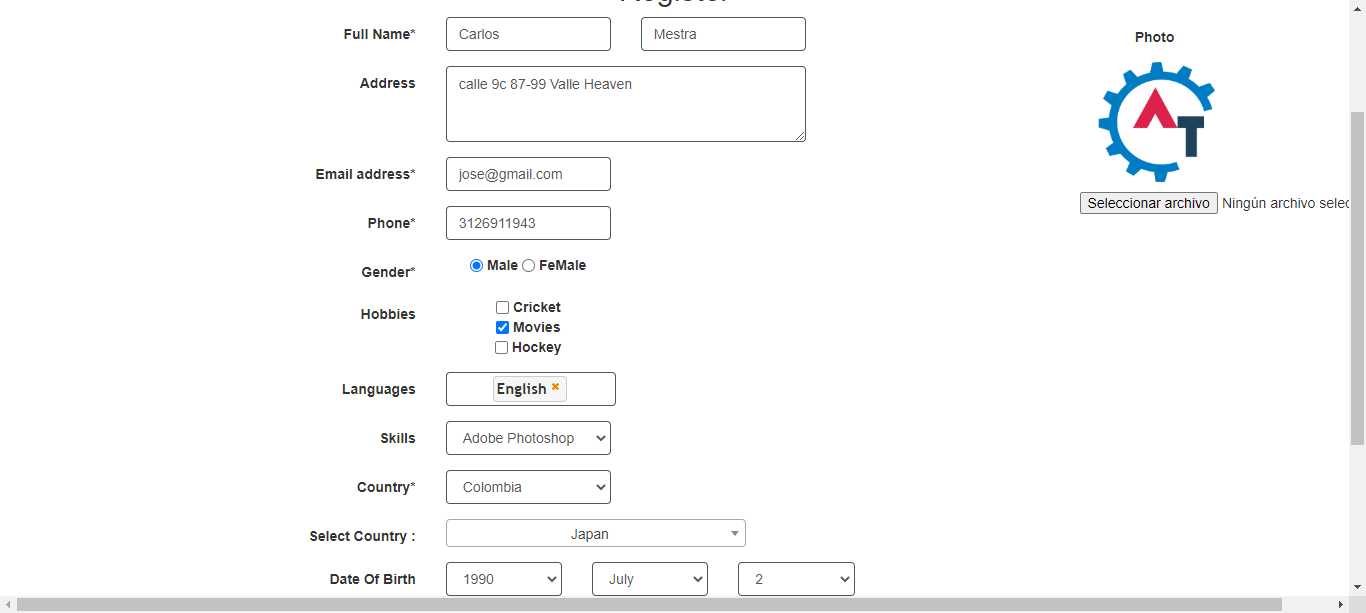 Register
Full Name* Carlos Mestra
Photo
Address calle 9c 87-99 Valle Heaven
AT
Email address* jose@gmail.com
Seleccionar archivo Ningún archivo selec
Phone* 3126911943
Gender* Male FeMale
Hobbies Cricket
Movies
Hockey
Languages English
Skills Adobe Photoshop
Country* Colombia
Select Country : Japan
Date Of Birth 1990 July 2